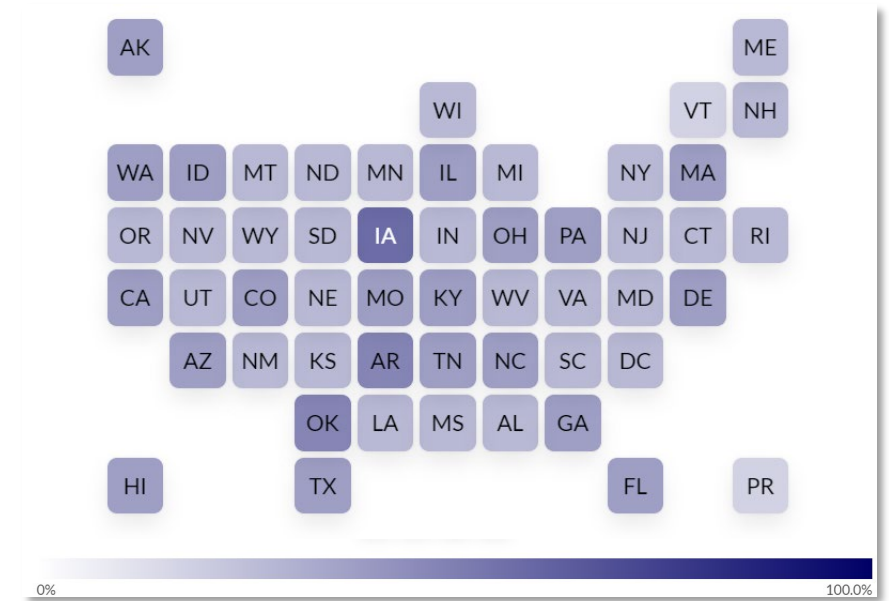 AK ME
WI VT NH
WA ID MT ND MN IL MI NY MA
OR NV WY SD IA IN OH PA NJ CT RI
CA UT CO NE MO KY WV VA MD DE
AZ NM KS AR TN NC SC DC
OK LA MS AL GA
HI TX FL PR
0% 100.0%